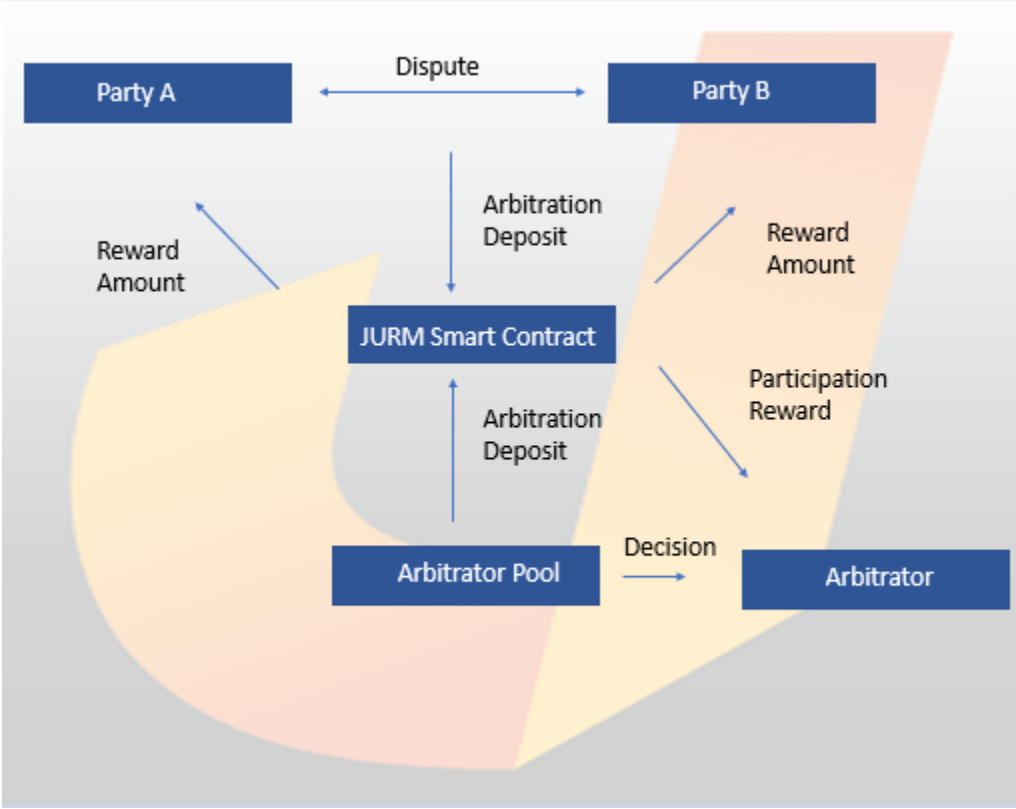 Dispute
Party A
Party B
Arbitration
Deposit
Reward
Amount
Reward
Amount
JURM Smart Contract
Participation
Reward
Arbitration
Deposit
Decision
Arbitrator Pool
Arbitrator